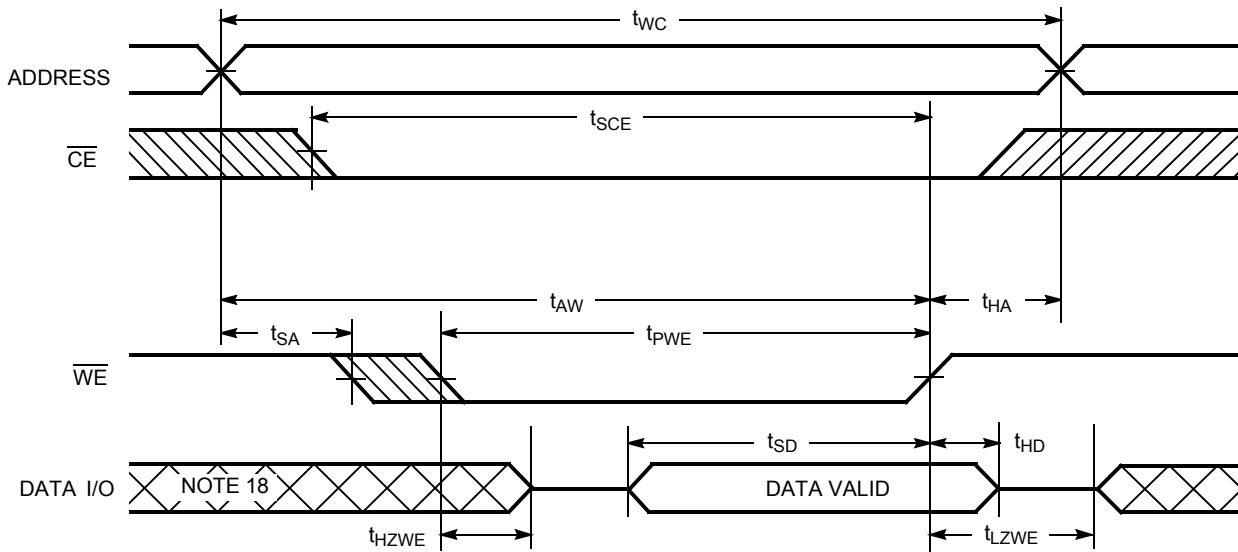 tWC
ADDRESS
tSCE
CE
tAW
tHA
tSA
tPWE
WE
tSD
tHD
DATA I/O
NOTE 18
DATA VALID
tHZWE
tLZWE